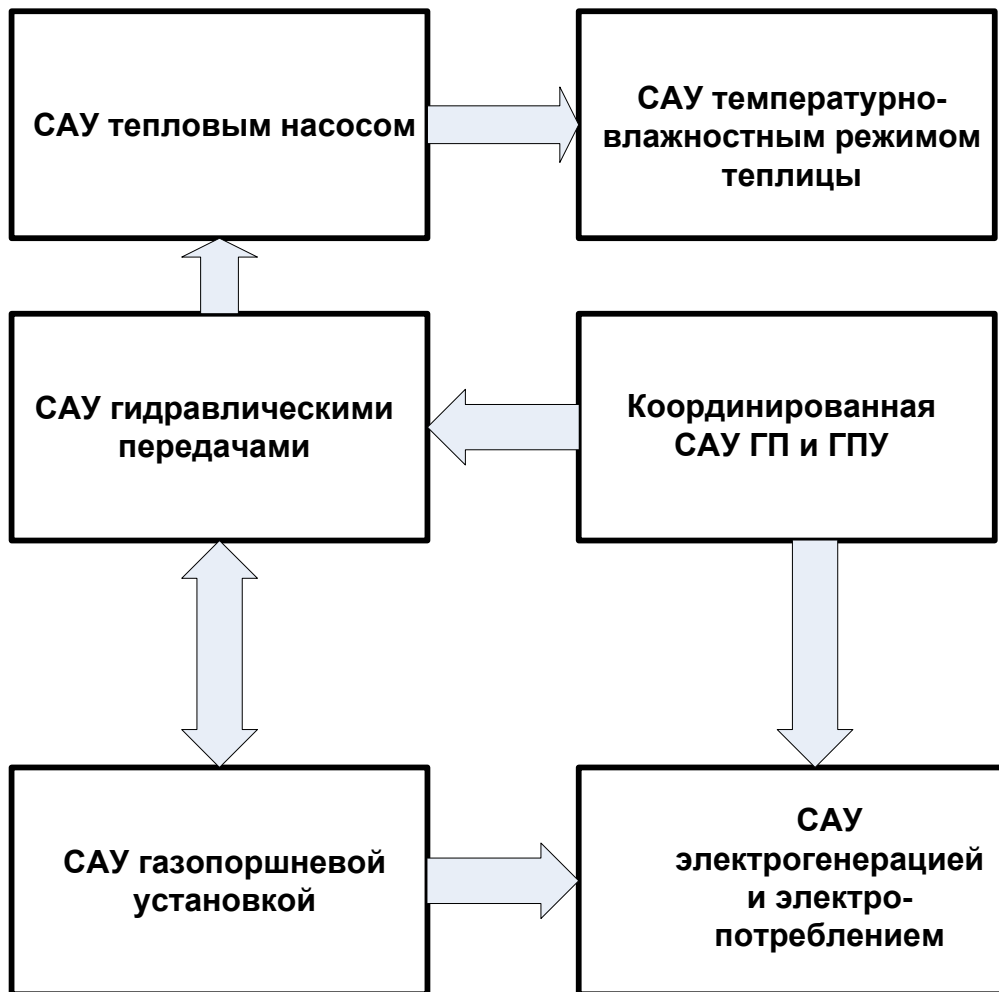 САУ тепловым насосом
САУ температурно-
влажностным режимом
теплицы
САУ гидравлическими
передачами
Координированная
САУ ГП и ГПУ
САУ газопоршневой
установкой
САУ
электрогенерацией
и электро-
потреблением